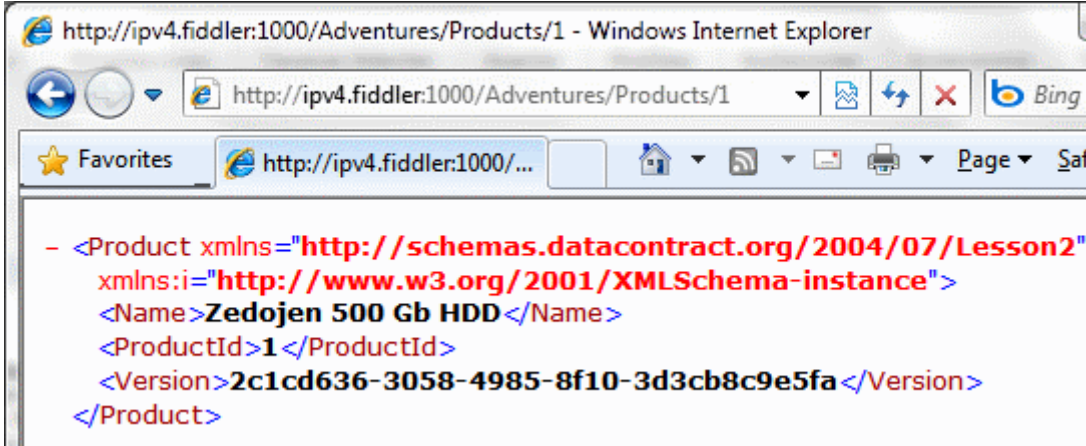 http://ipv4.fiddler:1000/Adventures/Products/1 - Windows Internet Explorer
http://ipv4.fiddler:1000/Adventures/Products/1 Bing
Favorites http://ipv4.fiddler:1000/... Page Saf
- <Product xmlns="http://schemas.datacontract.org/2004/07/Lesson2"
xmlns:i="http://www.w3.org/2001/XMLSchema-instance">
<Name>Zedojen 500 Gb HDD</Name>
<ProductId>1</ProductId>
<Version>2c1cd636-3058-4985-8f10-3d3cb8c9e5fa</Version>
</Product>